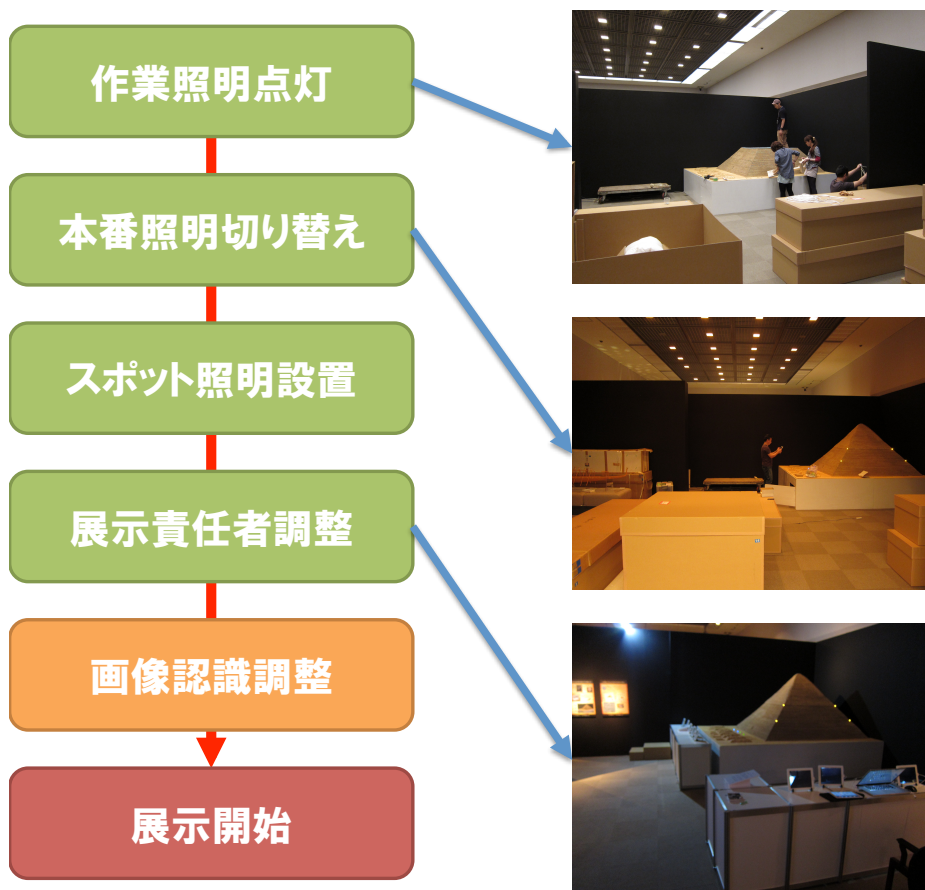 作業照明点灯
本番照明切り替え
スポット照明設置
展示責任者調整
画像認識調整
展示開始